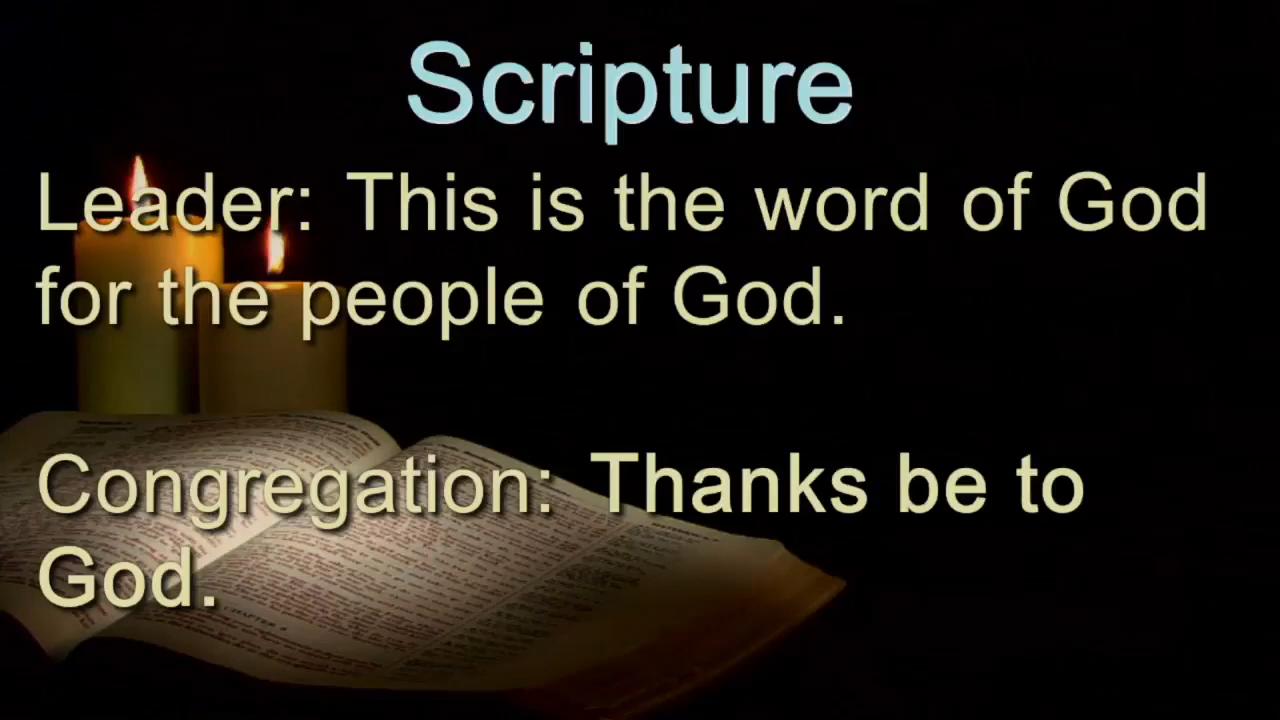 Scripture
Leader: This is the word of God
for the people of God.
Congregation: Thanks be to
God.